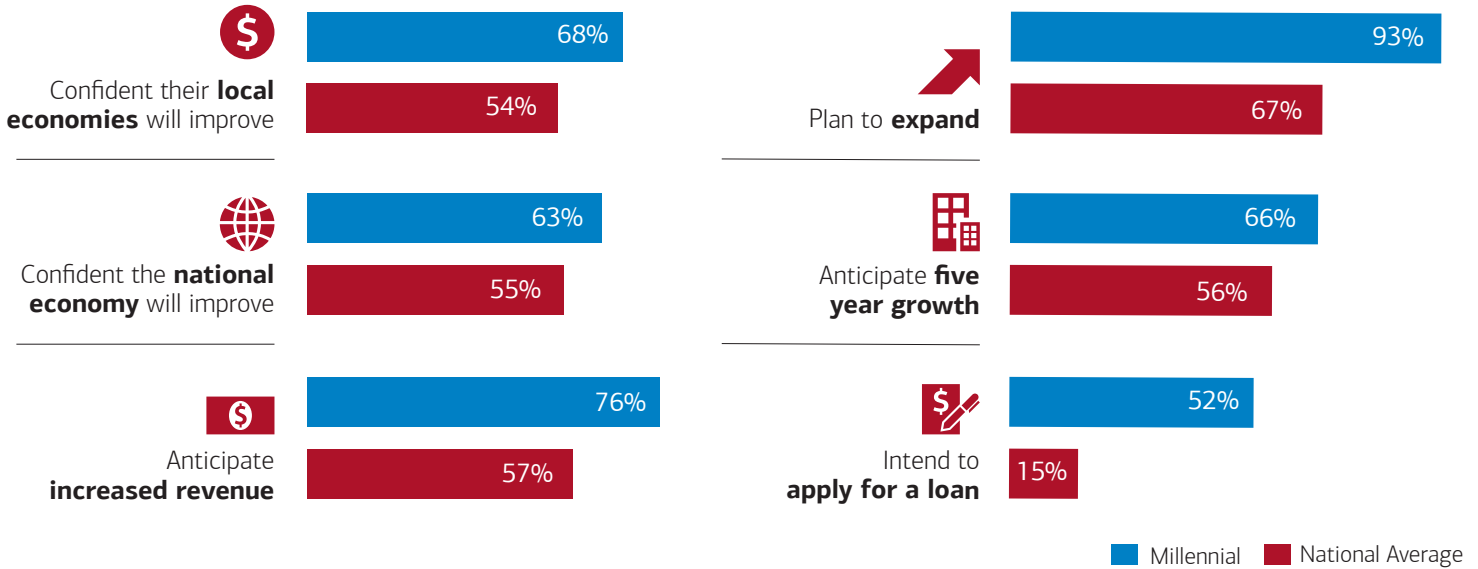 $
68%
Confident their local
economies will improve
54%
63%
Confident the national
economy will improve
55%
$
76%
Anticipate
increased revenue
57%
93%
Plan to expand
67%
66%
Anticipate five
year growth
56%
$
52%
Intend to
apply for a loan
15%
Millennial National Average